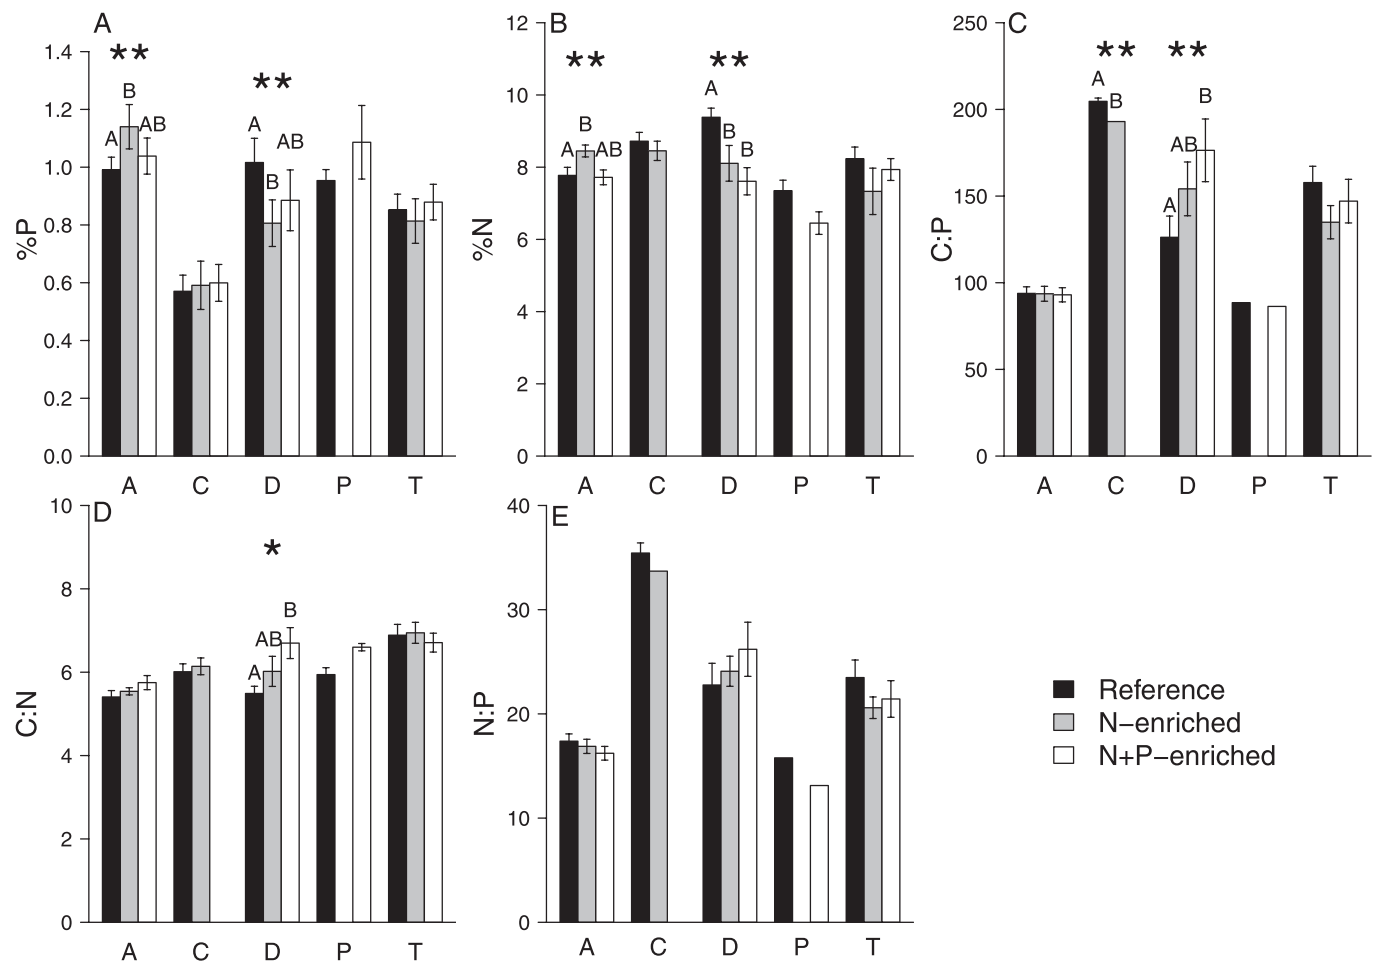 A
%P
1.4
1.2
1.0
0.8
0.6
0.4
0.2
0.0
**
**
A B AB
A B AB
A C D P T
B
%N
12
10
8
6
4
2
0
**
**
A B AB
A B B
A C D P T
C
C:P
250
200
150
100
50
0
**
**
A B
A AB B
A C D P T
D
C:N
10
8
6
4
2
0
*
A AB B
A C D P T
E
N:P
40
30
20
10
0
A C D P T
Reference
N−enriched
N+P−enriched